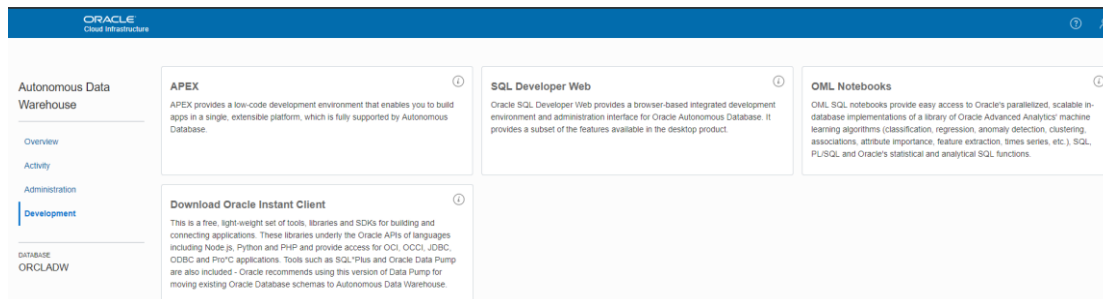 ORACLE
Cloud Infrastructure
Autonomous Data
Warehouse
Overview
Activity
Administration
Development
DATABASE
ORCLADW
APEX
APEX provides a low-code development environment that enables you to build
apps in a single, extensible platform, which is fully supported by Autonomous
Database.
SQL Developer Web
Oracle SQL Developer Web provides a browser-based integrated development
environment and administration interface for Oracle Autonomous Database. It
provides a subset of the features available in the desktop product.
OML Notebooks
OML SQL notebooks provide easy access to Oracle's parallelized, scalable in-
database implementations of a library of Oracle Advanced Analytics' machine
learning algorithms (classification, regression, anomaly detection, clustering,
associations, attribute importance, feature extraction, times series, etc.), SQL,
PL/SQL and Oracle's statistical and analytical SQL functions.
Download Oracle Instant Client
This is a free, light-weight set of tools, libraries and SDKs for building and
connecting applications. These libraries underly the Oracle APIs of languages
including Node.js, Python and PHP and provide access for OCI, OCCI, JDBC,
ODBC and Pro*C applications. Tools such as SQL*Plus and Oracle Data Pump
are also included - Oracle recommends using this version of Data Pump for
moving existing Oracle Database schemas to Autonomous Data Warehouse.